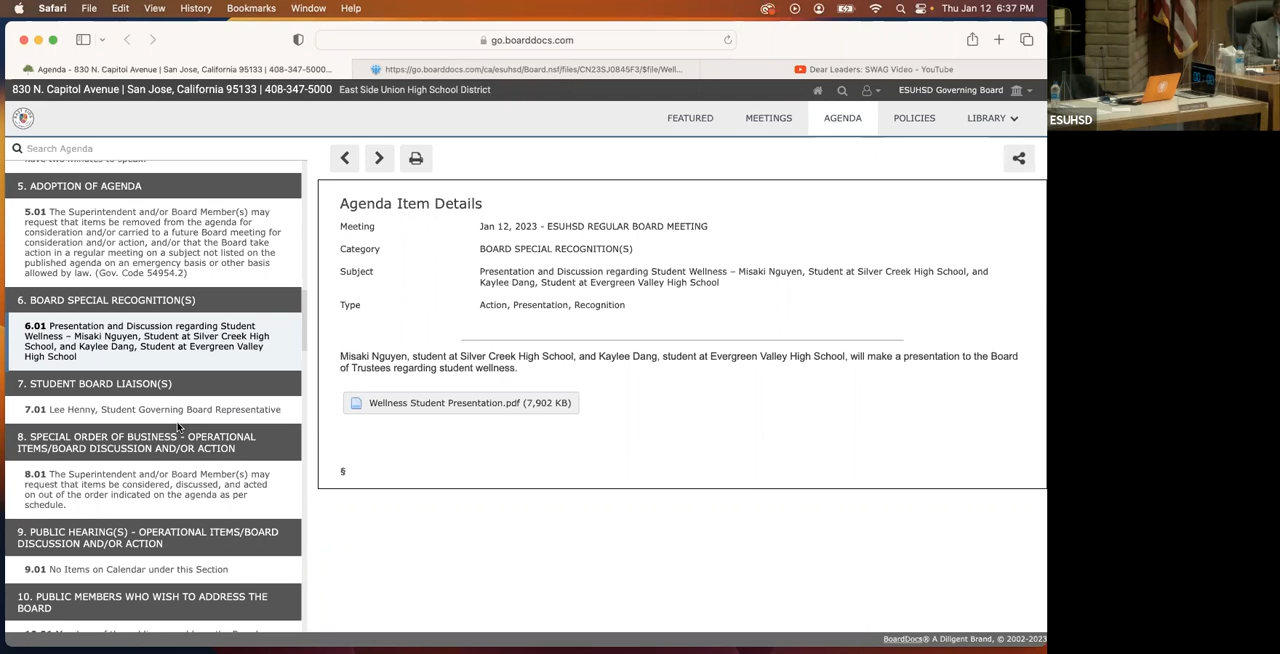 Safari File Edit View History Bookmarks Window Help
Thu Jan 12 6:37 PM
go.boarddocs.com
Agenda - 830 N. Capitol Avenue | San Jose, California 95133 | 408-347-5000...
https://go.boarddocs.com/ca/esuhsd/Board.nsf/files/CN23SJ0845F3/$file/Well...
Dear Leaders: SWAG Video - YouTube
830 N. Capitol Avenue | San Jose, California 95133 | 408-347-5000 East Side Union High School District
ESUHSD Governing Board
FEATURED MEETINGS AGENDA POLICIES LIBRARY
Search Agenda
have two minutes to speak.
5. ADOPTION OF AGENDA
5.01 The Superintendent and/or Board Member(s) may
request that items be removed from the agenda for
consideration and/or carried to a future Board meeting for
consideration and/or action, and/or that the Board take
action in a regular meeting on a subject not listed on the
published agenda on an emergency basis or other basis
allowed by law. (Gov. Code 54954.2)
6. BOARD SPECIAL RECOGNITION(S)
6.01 Presentation and Discussion regarding Student
Wellness – Misaki Nguyen, Student at Silver Creek High
School, and Kaylee Dang, Student at Evergreen Valley
High School
7. STUDENT BOARD LIAISON(S)
7.01 Lee Henny, Student Governing Board Representative
8. SPECIAL ORDER OF BUSINESS - OPERATIONAL
ITEMS/BOARD DISCUSSION AND/OR ACTION
8.01 The Superintendent and/or Board Member(s) may
request that items be considered, discussed, and acted
on out of the order indicated on the agenda as per
schedule.
9. PUBLIC HEARING(S) - OPERATIONAL ITEMS/BOARD
DISCUSSION AND/OR ACTION
9.01 No Items on Calendar under this Section
10. PUBLIC MEMBERS WHO WISH TO ADDRESS THE
BOARD
Agenda Item Details
Meeting Jan 12, 2023 - ESUHSD REGULAR BOARD MEETING
Category BOARD SPECIAL RECOGNITION(S)
Subject Presentation and Discussion regarding Student Wellness – Misaki Nguyen, Student at Silver Creek High School, and
Kaylee Dang, Student at Evergreen Valley High School
Type Action, Presentation, Recognition
Misaki Nguyen, student at Silver Creek High School, and Kaylee Dang, student at Evergreen Valley High School, will make a presentation to the Board
of Trustees regarding student wellness.
Wellness Student Presentation.pdf (7,902 KB)
§
BoardDocs® A Diligent Brand, © 2002-2023
ESUHSD